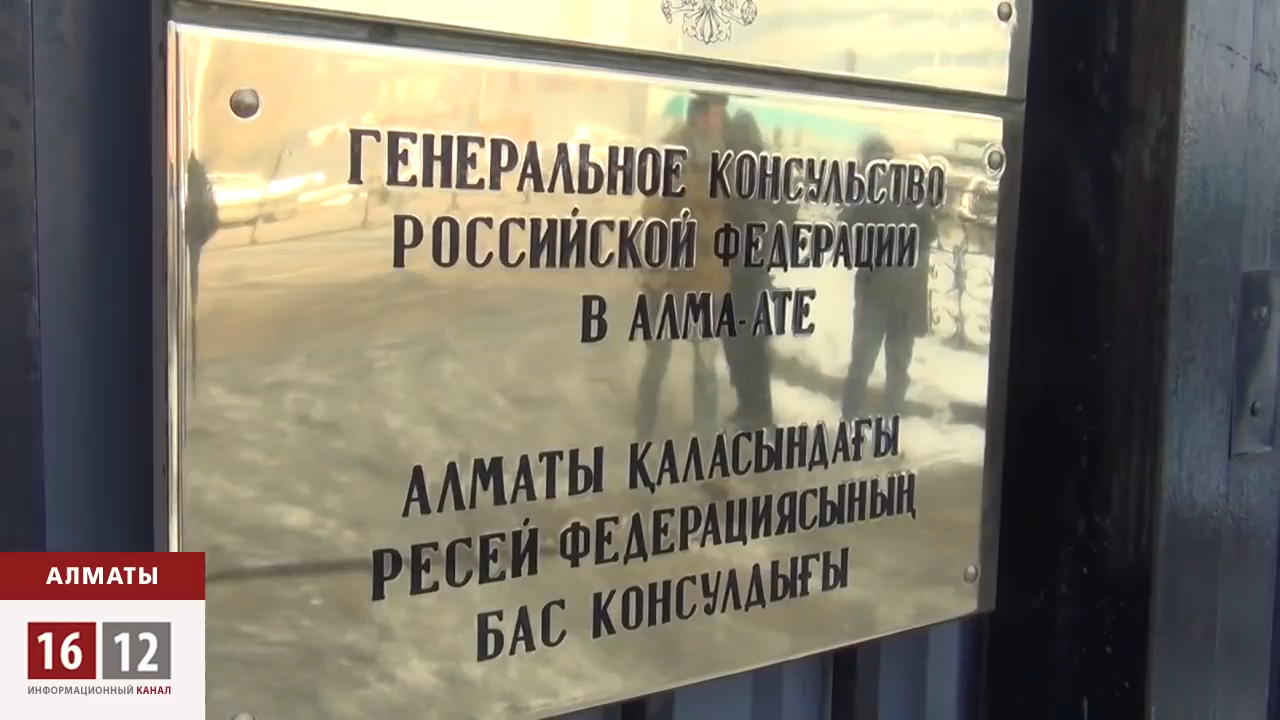 ГЕНЕРАЛЬНОЕ КОНСУЛЬСТВО
РОССИЙСКОЙ ФЕДЕРАЦИИ
В АЛМА-АТЕ
АЛМАТЫ ҚАЛАСЫНДАҒЫ
РЕСЕЙ ФЕДЕРАЦИЯСЫНЫҢ
БАС КОНСУЛДЫҒЫ
АЛМАТЫ
16 12
ИНФОРМАЦИОННЫЙ КАНАЛ